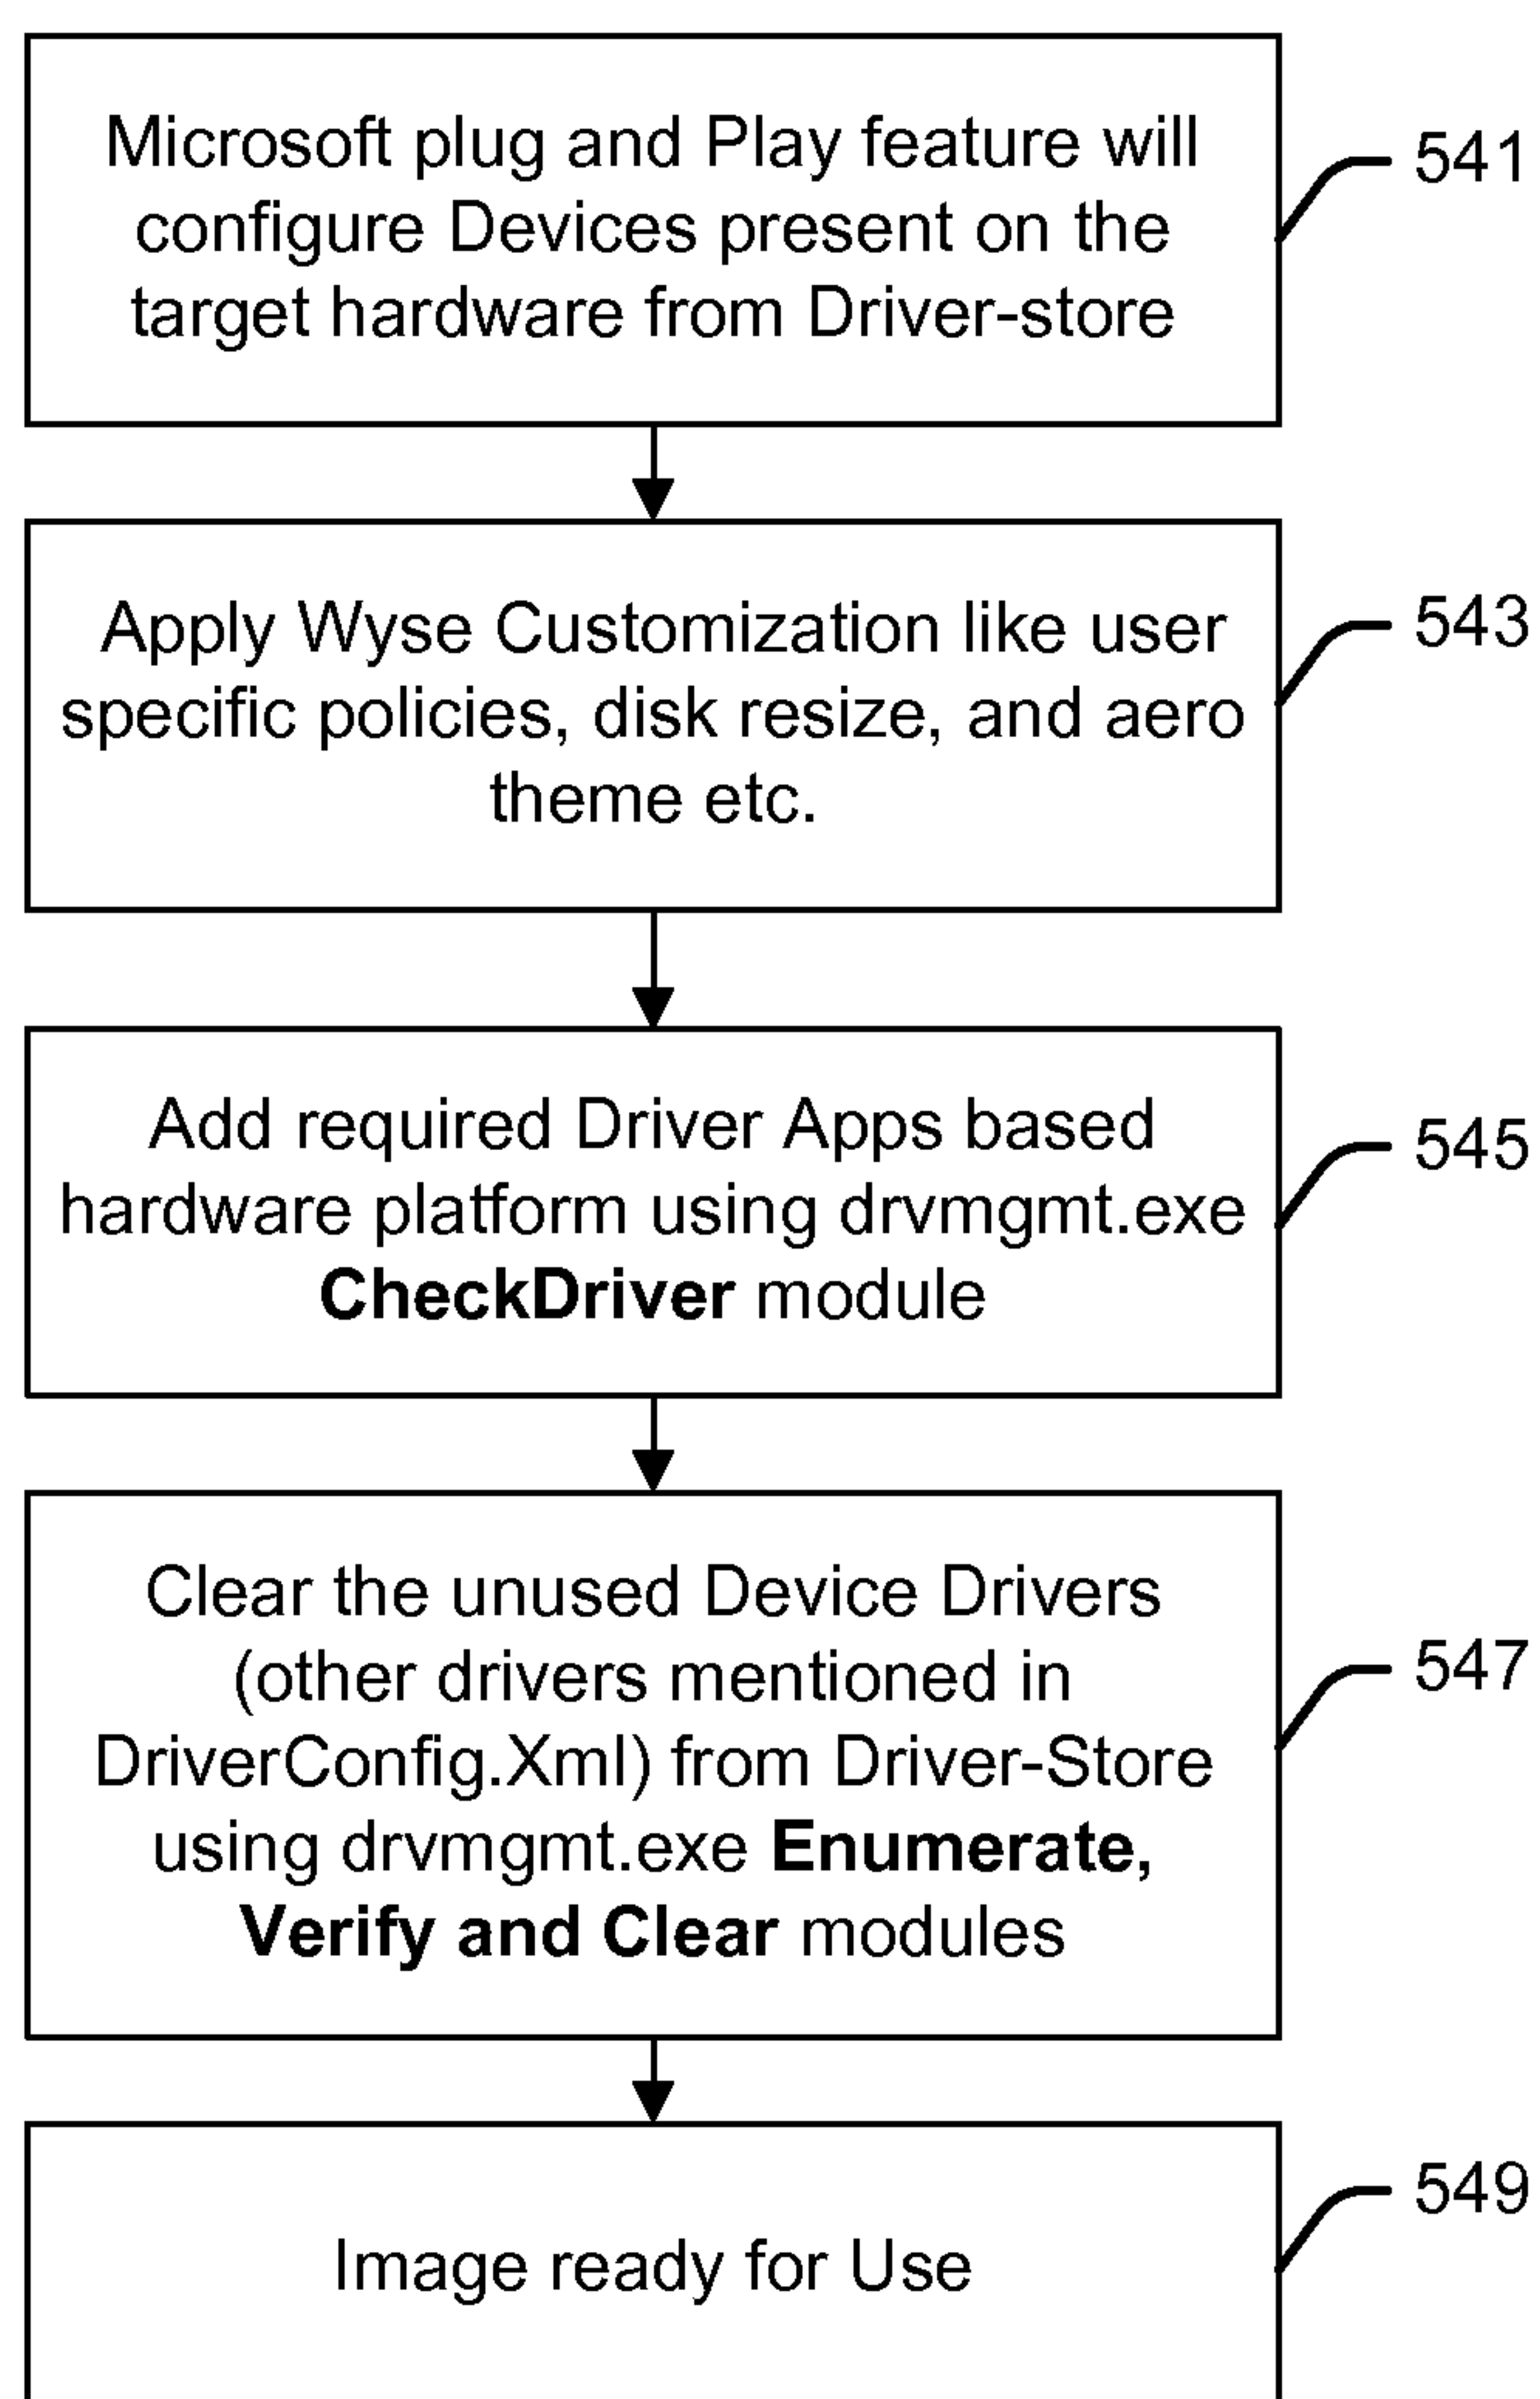 Microsoft plug and Play feature will
configure Devices present on the
target hardware from Driver-store
541
Apply Wyse Customization like user
specific policies, disk resize, and aero
theme etc.
543
Add required Driver Apps based
hardware platform using drvmgmt.exe
CheckDriver module
545
Clear the unused Device Drivers
(other drivers mentioned in
DriverConfig.Xml) from Driver-Store
using drvmgmt.exe Enumerate,
Verify and Clear modules
547
Image ready for Use
549